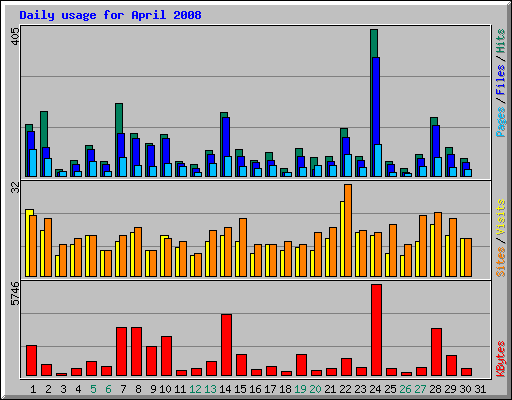 Daily usage for April 2008
405
Pages / Files / Hits
32
Sites / Visits
5746
KBytes
1 2 3 4 5 6 7 8 9 10 11 12 13 14 15 16 17 18 19 20 21 22 23 24 25 26 27 28 29 30 31